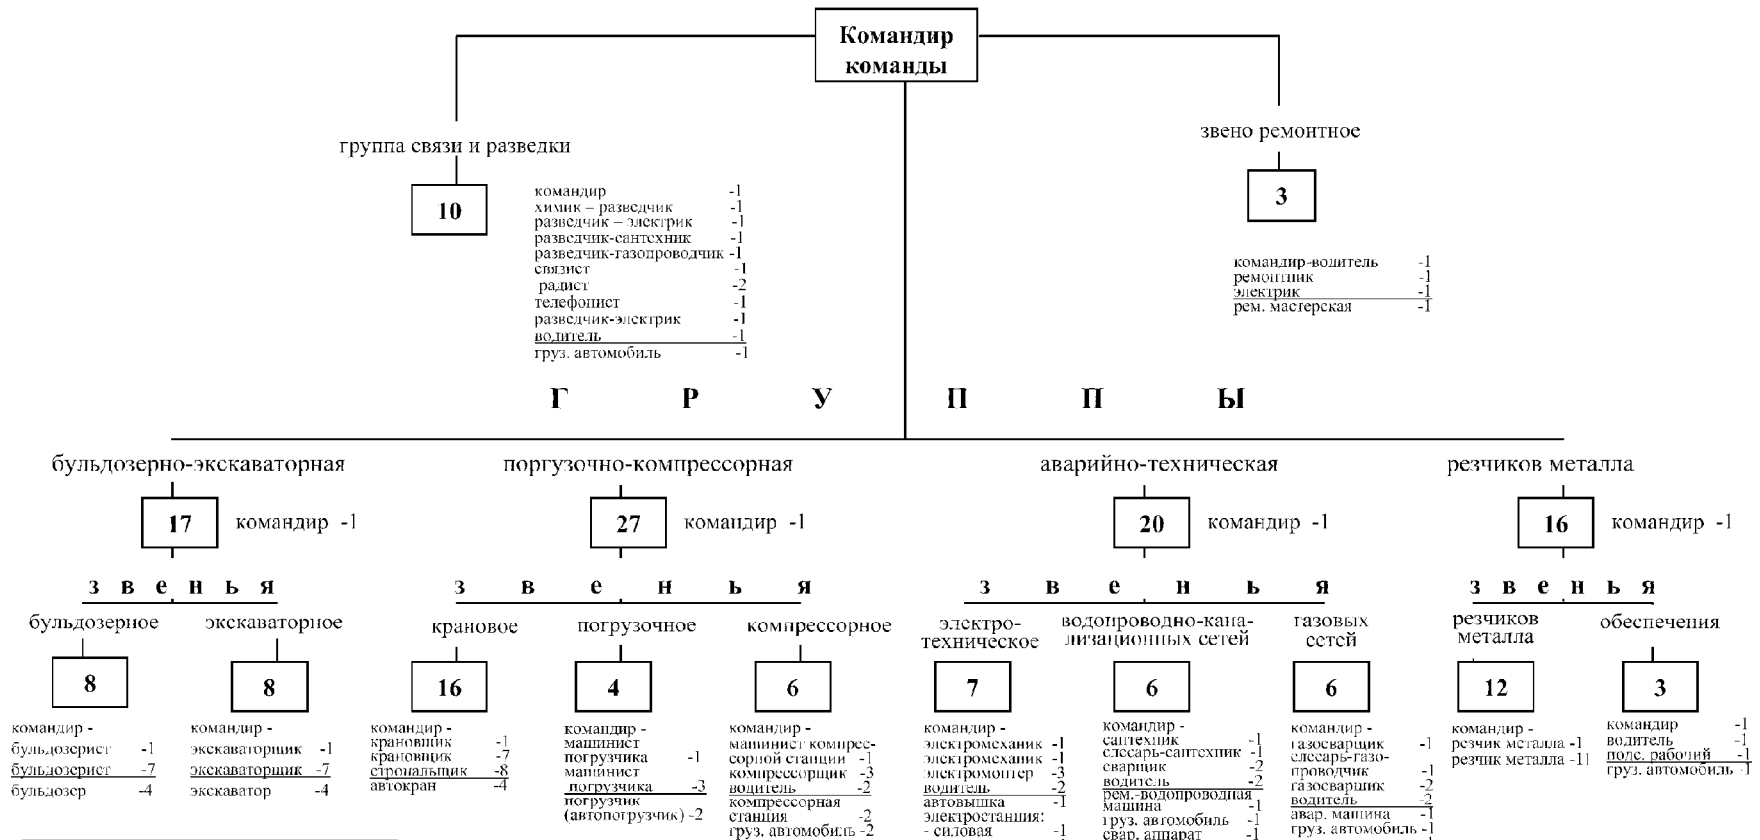 Командир
команды
группа связи и разведки
10
командир -1
химик – разведчик -1
разведчик – электрик -1
разведчик-сантехник -1
разведчик-газопроводчик -1
связист -1
радист -2
телефонист -1
разведчик-электрик -1
водитель -1
груз. автомобиль -1
звено ремонтное
3
командир-водитель -1
ремонтник -1
электрик -1
рем. мастерская -1
Г Р У П П Ы
бульдозерно-экскаваторная
17 командир -1
з в е н ь я
бульдозерное
8
командир -
бульдозерист -1
бульдозерист -7
бульдозер -4
экскаваторное
8
командир -
экскаваторщик -1
экскаваторщик -7
экскаватор -4
поргузочно-компрессорная
27 командир -1
з в е н ь я
крановое
16
командир -
крановщик -1
крановщик -7
стропальщик -8
автокран -4
погрузочное
4
командир -
машинист
погрузчика -1
машинист
погрузчика -3
погрузчик
(автопогрузчик) -2
компрессорное
6
командир -
машинист компрес-
сорной станции -1
компрессорщик -3
водитель -2
компрессорная
станция -2
груз. автомобиль -2
аварийно-техническая
20 командир -1
з в е н ь я
электро-
техническое
7
командир -
электромеханик -1
электромеханик -1
электромонтер -3
водитель -2
автовышка -1
электростанция:
- силовая -1
водопроводно-кана-
лизационных сетей
6
командир -
сантехник -1
слесарь-сантехник -1
сварщик -2
водитель -2
рем.-водопроводная
машина -1
груз. автомобиль -1
свар. аппарат -1
газовых
сетей
6
командир -
газосварщик -1
слесарь-газо-
проводчик -1
газосварщик -2
водитель -2
авар. машина -1
груз. автомобиль -1
резчиков металла
16 командир -1
з в е н ь я
резчиков
металла
12
командир -
резчик металла -1
резчик металла -11
обеспечения
3
командир -1
водитель -1
подс. рабочий -1
груз. автомобиль -1